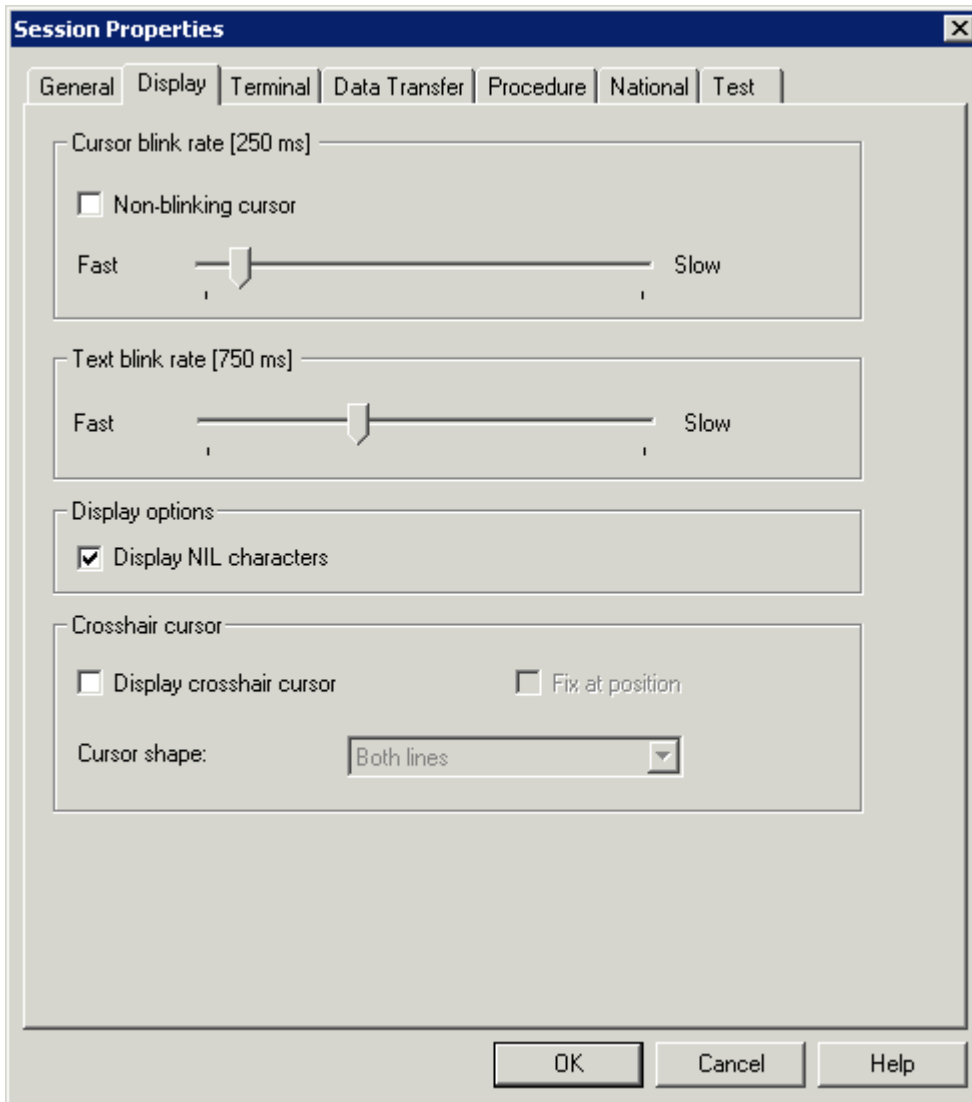 Session Properties
General Display Terminal Data Transfer Procedure National Test
Cursor blink rate [250 ms]
Non-blinking cursor
Fast Slow
Text blink rate [750 ms]
Fast Slow
Display options
Display NIL characters
Crosshair cursor
Display crosshair cursor Fix at position
Cursor shape: Both lines
OK Cancel Help